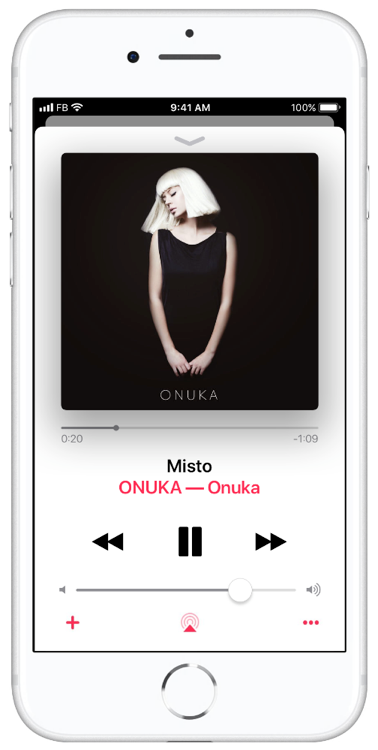 FB 9:41 AM 100%
ONUKA
0:20 -1:09
Misto
ONUKA — Onuka